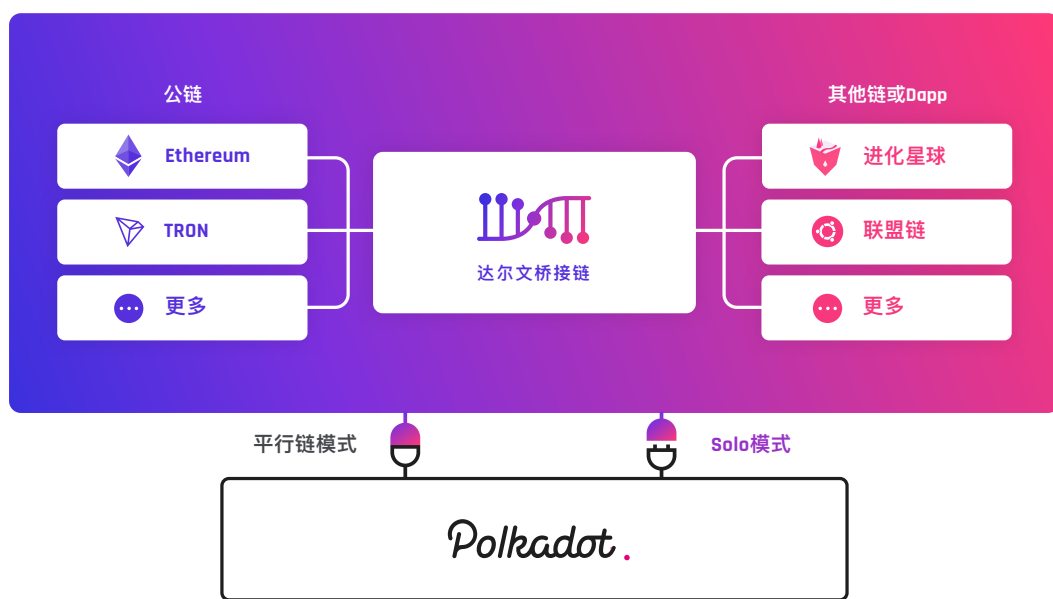 公链
Ethereum
TRON
更多
达尔文桥接链
其他链或Dapp
进化星球
联盟链
更多
平行链模式
Solo模式
Polkadot.